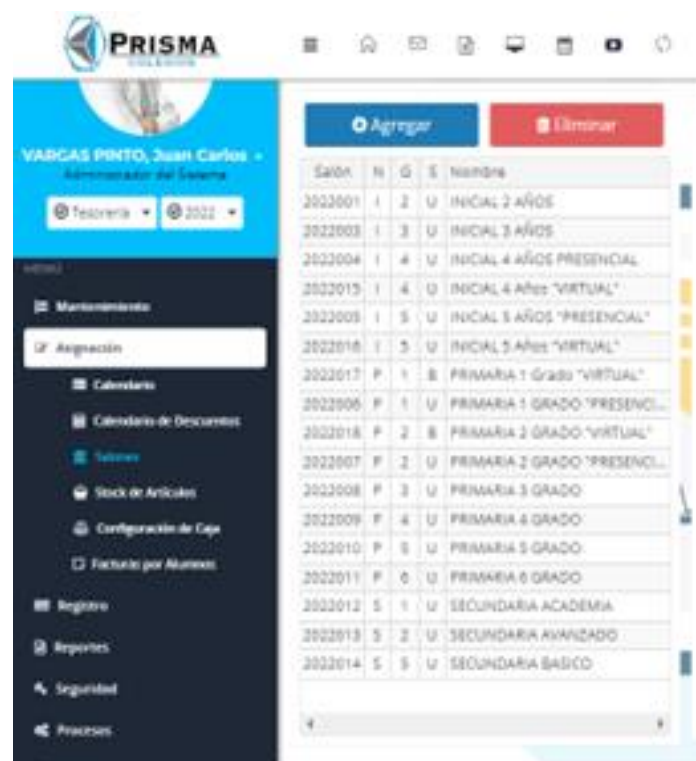 PRISMA
COLEGIOS
VARGAS PINTO, Juan Carlos
Administrador del Sistema
Tesorería
2022
MENÚ
Mantenimiento
Asignación
Calendario
Calendario de Descuentos
Salones
Stock de Artículos
Configuración de Caja
Facturas por Alumnos
Registro
Reportes
Seguridad
Procesos
Agregar
Eliminar
Salón N G S Nombre
2022001 I 2 U INICIAL 2 AÑOS
2022003 I 3 U INICIAL 3 AÑOS
2022004 I 4 U INICIAL 4 AÑOS PRESENCIAL
2022015 I 4 U INICIAL 4 Años "VIRTUAL"
2022005 I 5 U INICIAL 5 AÑOS "PRESENCIAL"
2022016 I 5 U INICIAL 5 Años "VIRTUAL"
2022017 P 1 B PRIMARIA 1 Grado "VIRTUAL"
2022006 P 1 U PRIMARIA 1 GRADO "PRESENCI...
2022018 P 2 B PRIMARIA 2 GRADO "VIRTUAL"
2022007 P 2 U PRIMARIA 2 GRADO "PRESENCI...
2022008 P 3 U PRIMARIA 3 GRADO
2022009 P 4 U PRIMARIA 4 GRADO
2022010 P 5 U PRIMARIA 5 GRADO
2022011 P 6 U PRIMARIA 6 GRADO
2022012 S 1 U SECUNDARIA ACADEMIA
2022013 S 2 U SECUNDARIA AVANZADO
2022014 S 5 U SECUNDARIA BASICO